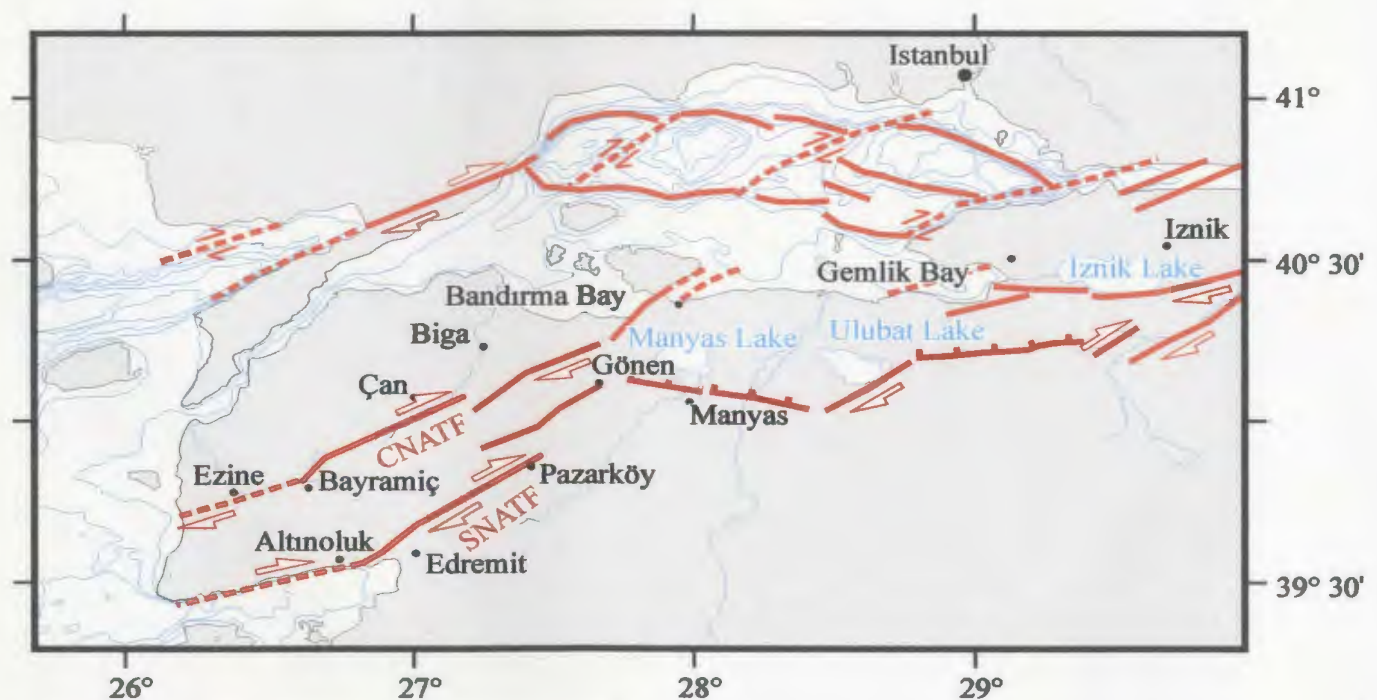 Istanbul
41°
Iznik
40° 30'
Gemlik Bay
Iznik Lake
Bandırma Bay
Biga
Manyas Lake
Ulubat Lake
Gönen
Çan
Manyas
CNATF
Ezine
Bayramiç
Pazarköy
SNATF
Altınoluk
Edremit
39° 30'
26°
27°
28°
29°